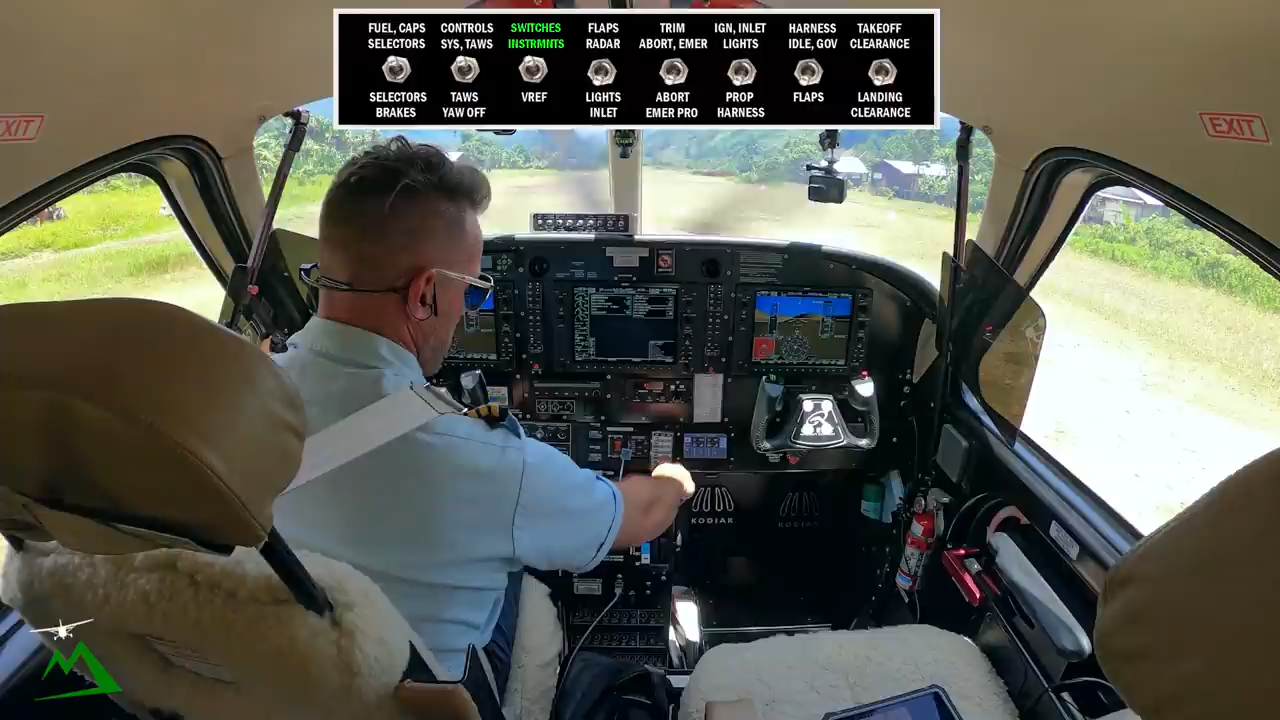 FUEL, CAPS
SELECTORS
CONTROLS
SYS, TAWS
SWITCHES
INSTRMNTS
FLAPS
RADAR
TRIM
ABORT, EMER
IGN, INLET
LIGHTS
HARNESS
IDLE, GOV
TAKEOFF
CLEARANCE
SELECTORS
BRAKES
TAWS
YAW OFF
VREF
LIGHTS
INLET
ABORT
EMER PRO
PROP
HARNESS
FLAPS
LANDING
CLEARANCE
EXIT
EXIT
KODIAK
KODIAK